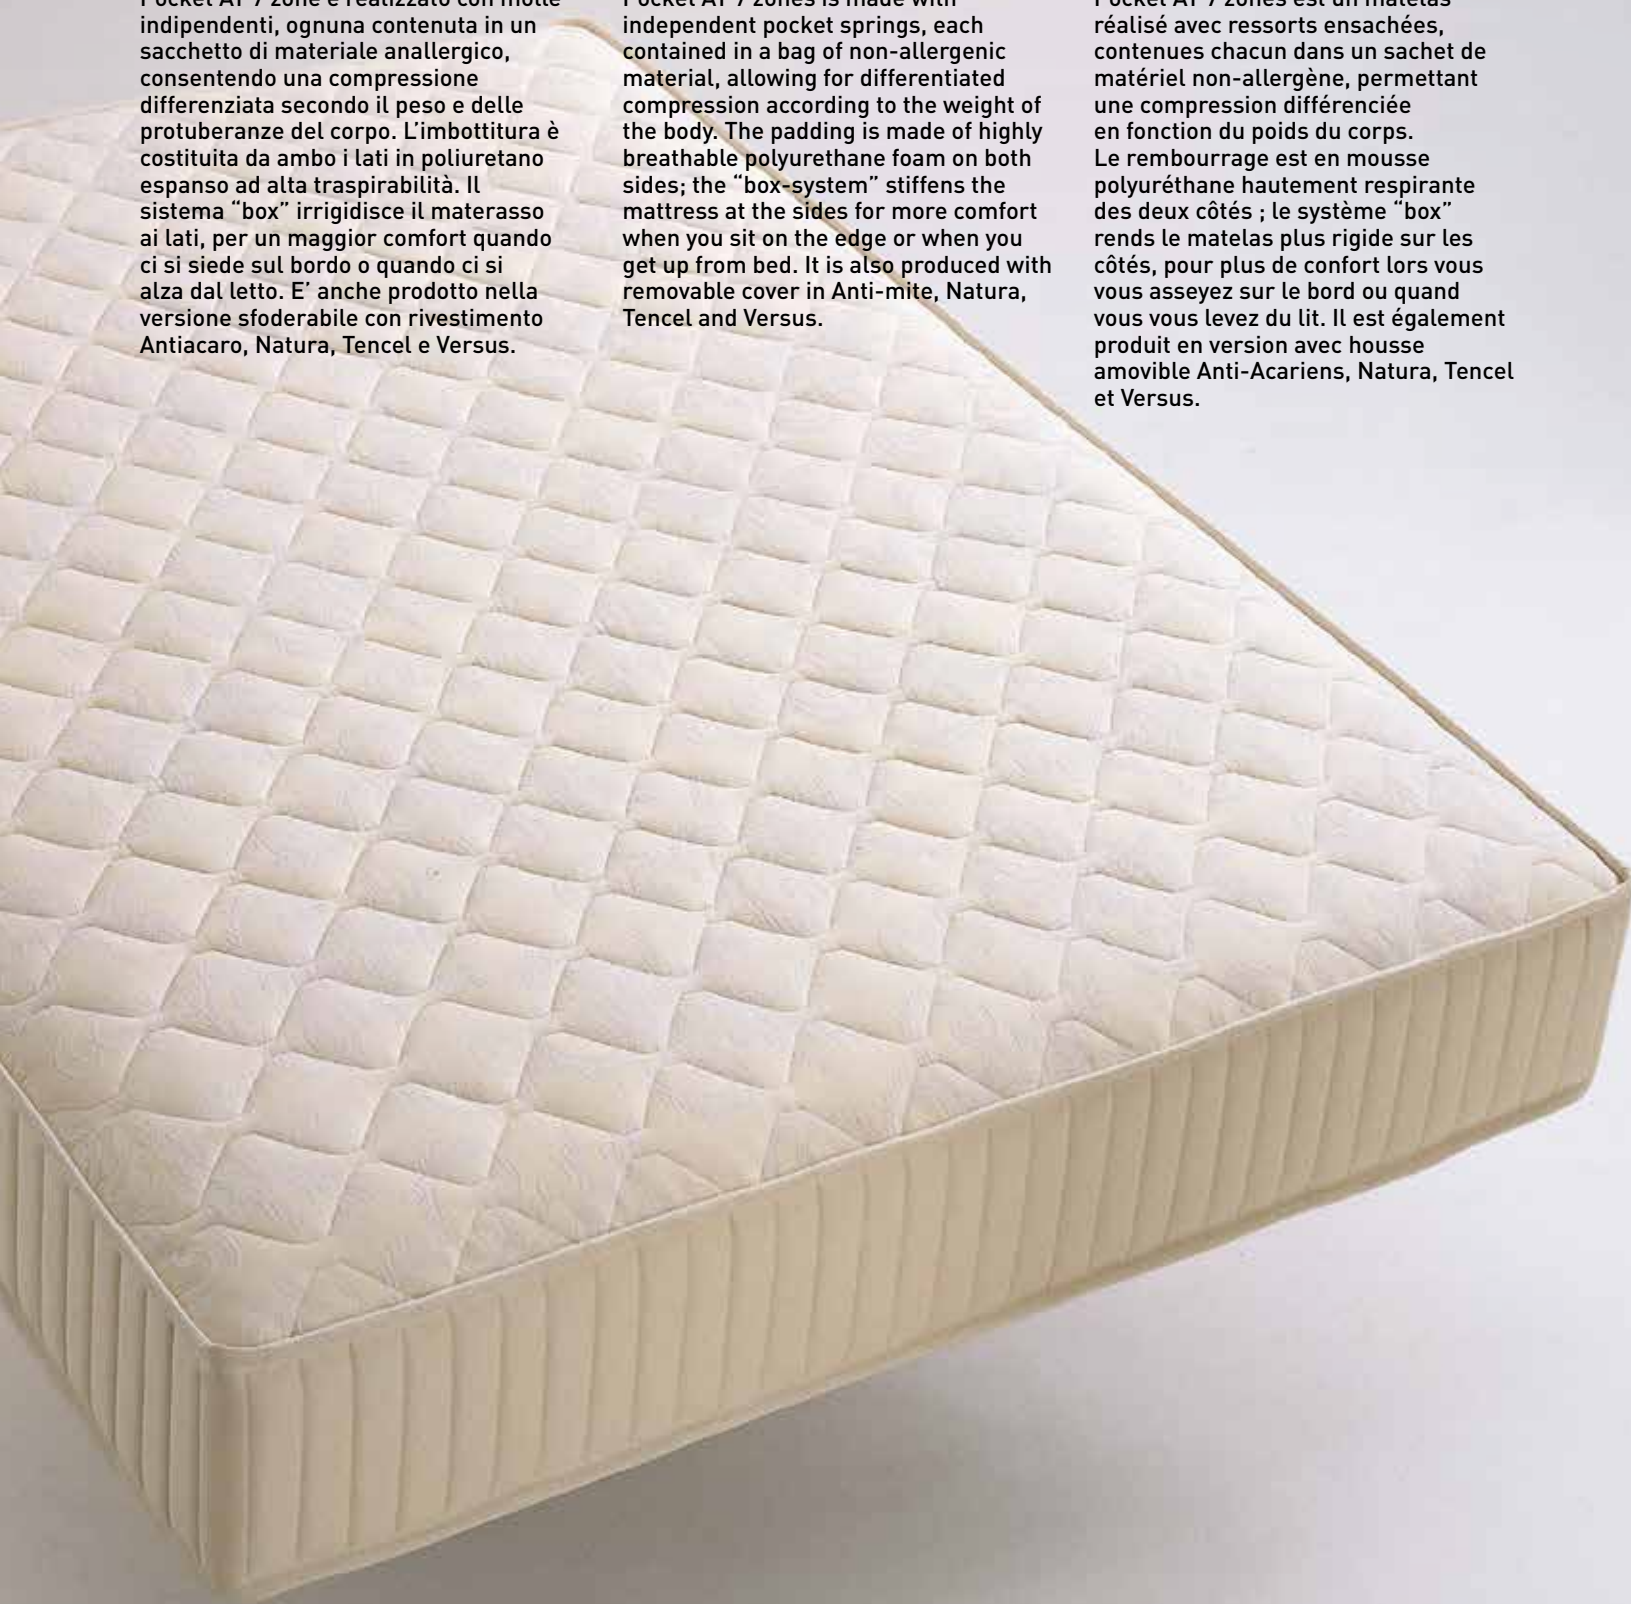 Pocket AP 7 zone è realizzato con molle
indipendenti, ognuna contenuta in un
sacchetto di materiale anallergico,
consentendo una compressione
differenziata secondo il peso e delle
protuberanze del corpo. L’imbottitura è
costituita da ambo i lati in poliuretano
espanso ad alta traspirabilità. Il
sistema “box” irrigidisce il materasso
ai lati, per un maggior comfort quando
ci si siede sul bordo o quando ci si
alza dal letto. E’ anche prodotto nella
versione sfoderabile con rivestimento
Antiacaro, Natura, Tencel e Versus.
Pocket AP 7 zones is made with
independent pocket springs, each
contained in a bag of non-allergenic
material, allowing for differentiated
compression according to the weight of
the body. The padding is made of highly
breathable polyurethane foam on both
sides; the “box-system” stiffens the
mattress at the sides for more comfort
when you sit on the edge or when you
get up from bed. It is also produced with
removable cover in Anti-mite, Natura,
Tencel and Versus.
Pocket AP 7 zones est un matelas
réalisé avec ressorts ensachées,
contenues chacun dans un sachet de
matériel non-allergène, permettant
une compression différenciée
en fonction du poids du corps.
Le rembourrage est en mousse
polyuréthane hautement respirante
des deux côtés ; le système “box”
rends le matelas plus rigide sur les
côtés, pour plus de confort lors vous
vous asseyez sur le bord ou quand
vous vous levez du lit. Il est également
produit en version avec housse
amovible Anti-Acariens, Natura, Tencel
et Versus.